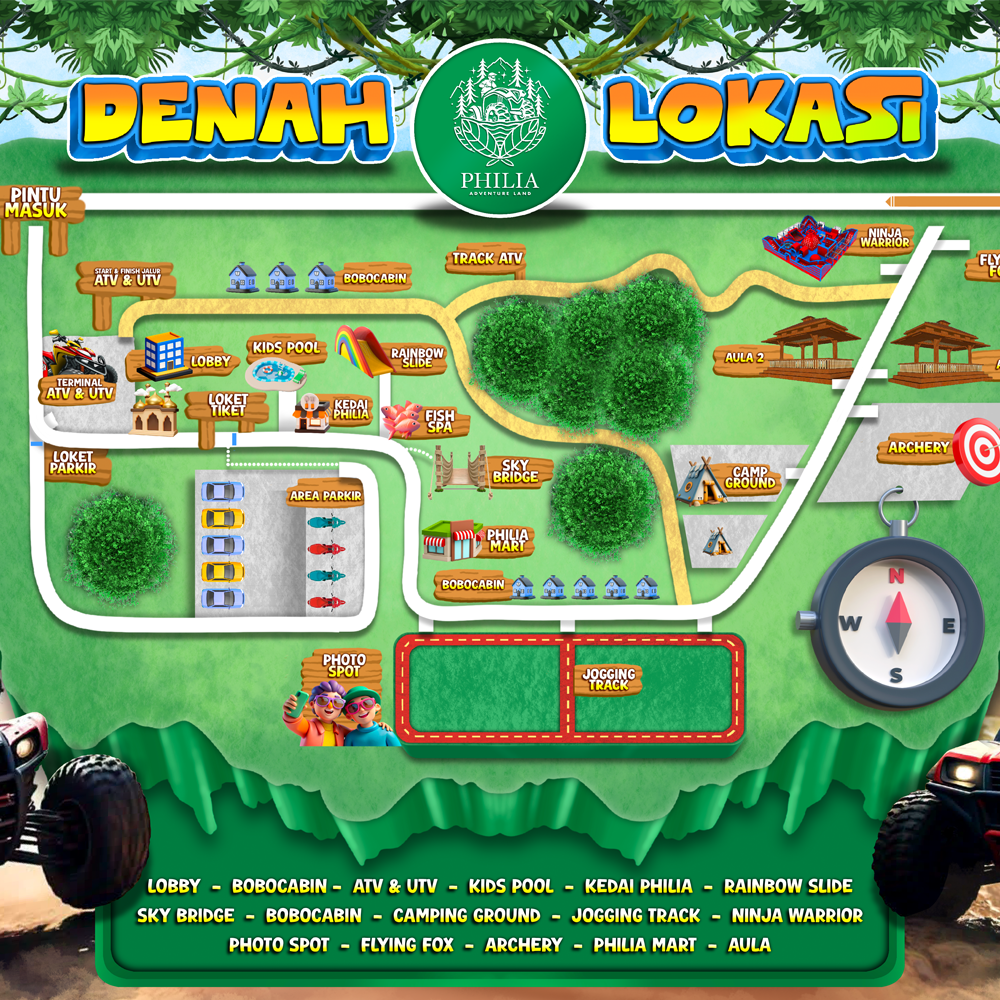 DENAH LOKASi
PHILIA
ADVENTURE LAND
PINTU
MASUK
START & FINISH JALUR
ATV & UTV
BOBOCABIN
TRACK ATV
NINJA
WARRIOR
FLY
TERMINAL
ATV & UTV
LOBBY
KIDS POOL
RAINBOW
SLIDE
AULA 2
LOKET
TIKET
KEDAI
PHILIA
FISH
SPA
ARCHERY
LOKET
PARKIR
AREA PARKIR
SKY
BRIDGE
CAMP
GROUND
PHILIA
MART
BOBOCABIN
N
W
E
S
PHOTO
SPOT
JOGGING
TRACK
LOBBY - BOBOCABIN - ATV & UTV - KIDS POOL - KEDAI PHILIA - RAINBOW SLIDE
SKY BRIDGE - BOBOCABIN - CAMPING GROUND - JOGGING TRACK - NINJA WARRIOR
PHOTO SPOT - FLYING FOX - ARCHERY - PHILIA MART - AULA